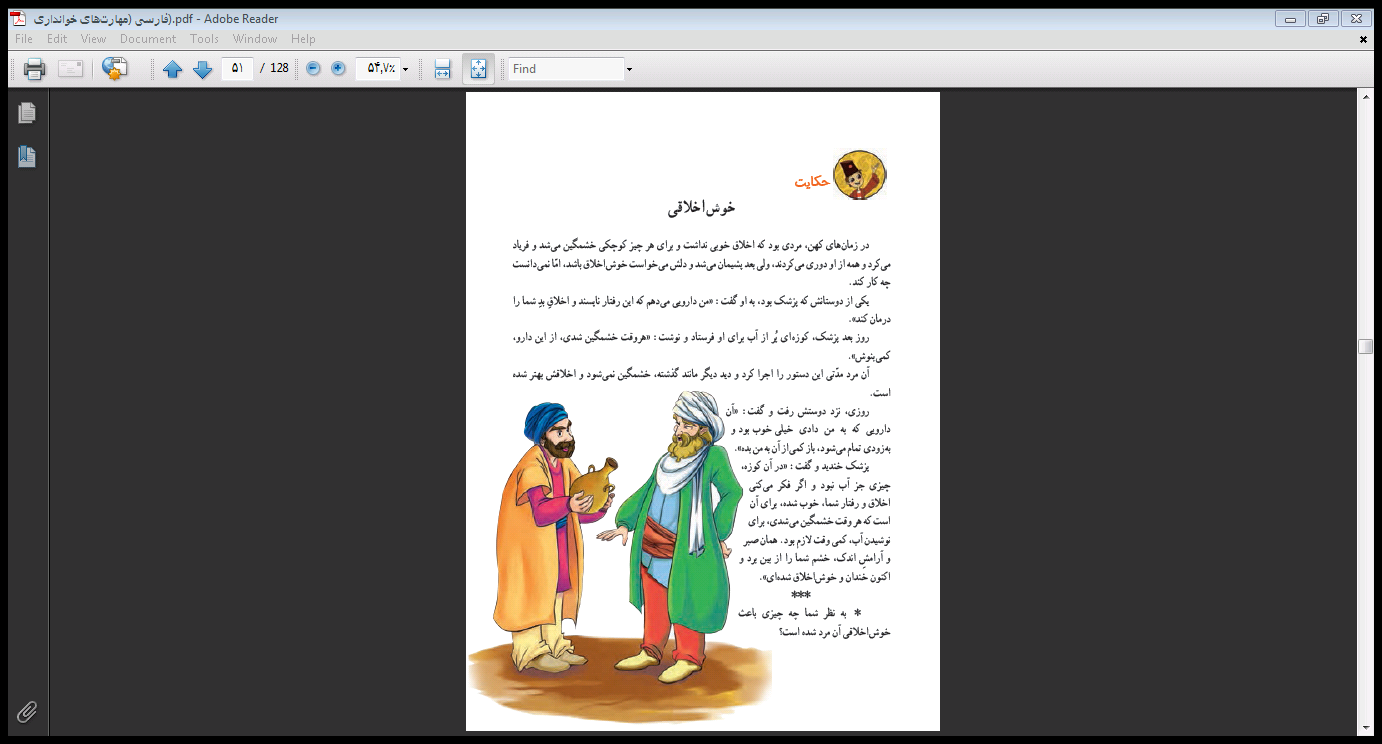 فارسی (مهارت‌های خوانداری).pdf - Adobe Reader
File Edit View Document Tools Window Help
۵۱ / 128 ۵۴٫۷٪ Find
حکایت
خوش‌اخلاقی
در زمان‌های کهن، مردی بود که اخلاق خوبی نداشت و برای هر چیز کوچکی خشمگین می‌شد و فریاد
می‌کرد و همه از او دوری می‌کردند، ولی بعد پشیمان می‌شد و دلش می‌خواست خوش‌اخلاق باشد، امّا نمی‌دانست
چه کار کند.
یکی از دوستانش که پزشک بود، به او گفت : «من دارویی می‌دهم که این رفتار ناپسند و اخلاقِ بدِ شما را
درمان کند».
روز بعد پزشک، کوزه‌ای پُر از آب برای او فرستاد و نوشت : «هروقت خشمگین شدی، از این دارو،
کمی‌بنوش».
آن مرد مدّتی این دستور را اجرا کرد و دید دیگر مانند گذشته، خشمگین نمی‌شود و اخلاقش بهتر شده
است.
روزی، نزد دوستش رفت و گفت : «آن
دارویی که به من دادی خیلی خوب بود و
به‌زودی تمام می‌شود، باز کمی‌از آن به من بده».
پزشک خندید و گفت : «در آن کوزه،
چیزی جز آب نبود و اگر فکر می‌کنی
اخلاق و رفتار شما، خوب شده، برای آن
است که هر وقت خشمگین می‌شدی، برای
نوشیدن آب، کمی وقت لازم بود. همان صبر
و آرامشِ اندک، خشم شما را از بین برد و
اکنون خندان و خوش‌اخلاق شده‌ای».
***
* به نظر شما چه چیزی باعث
خوش‌اخلاقی آن مرد شده است؟